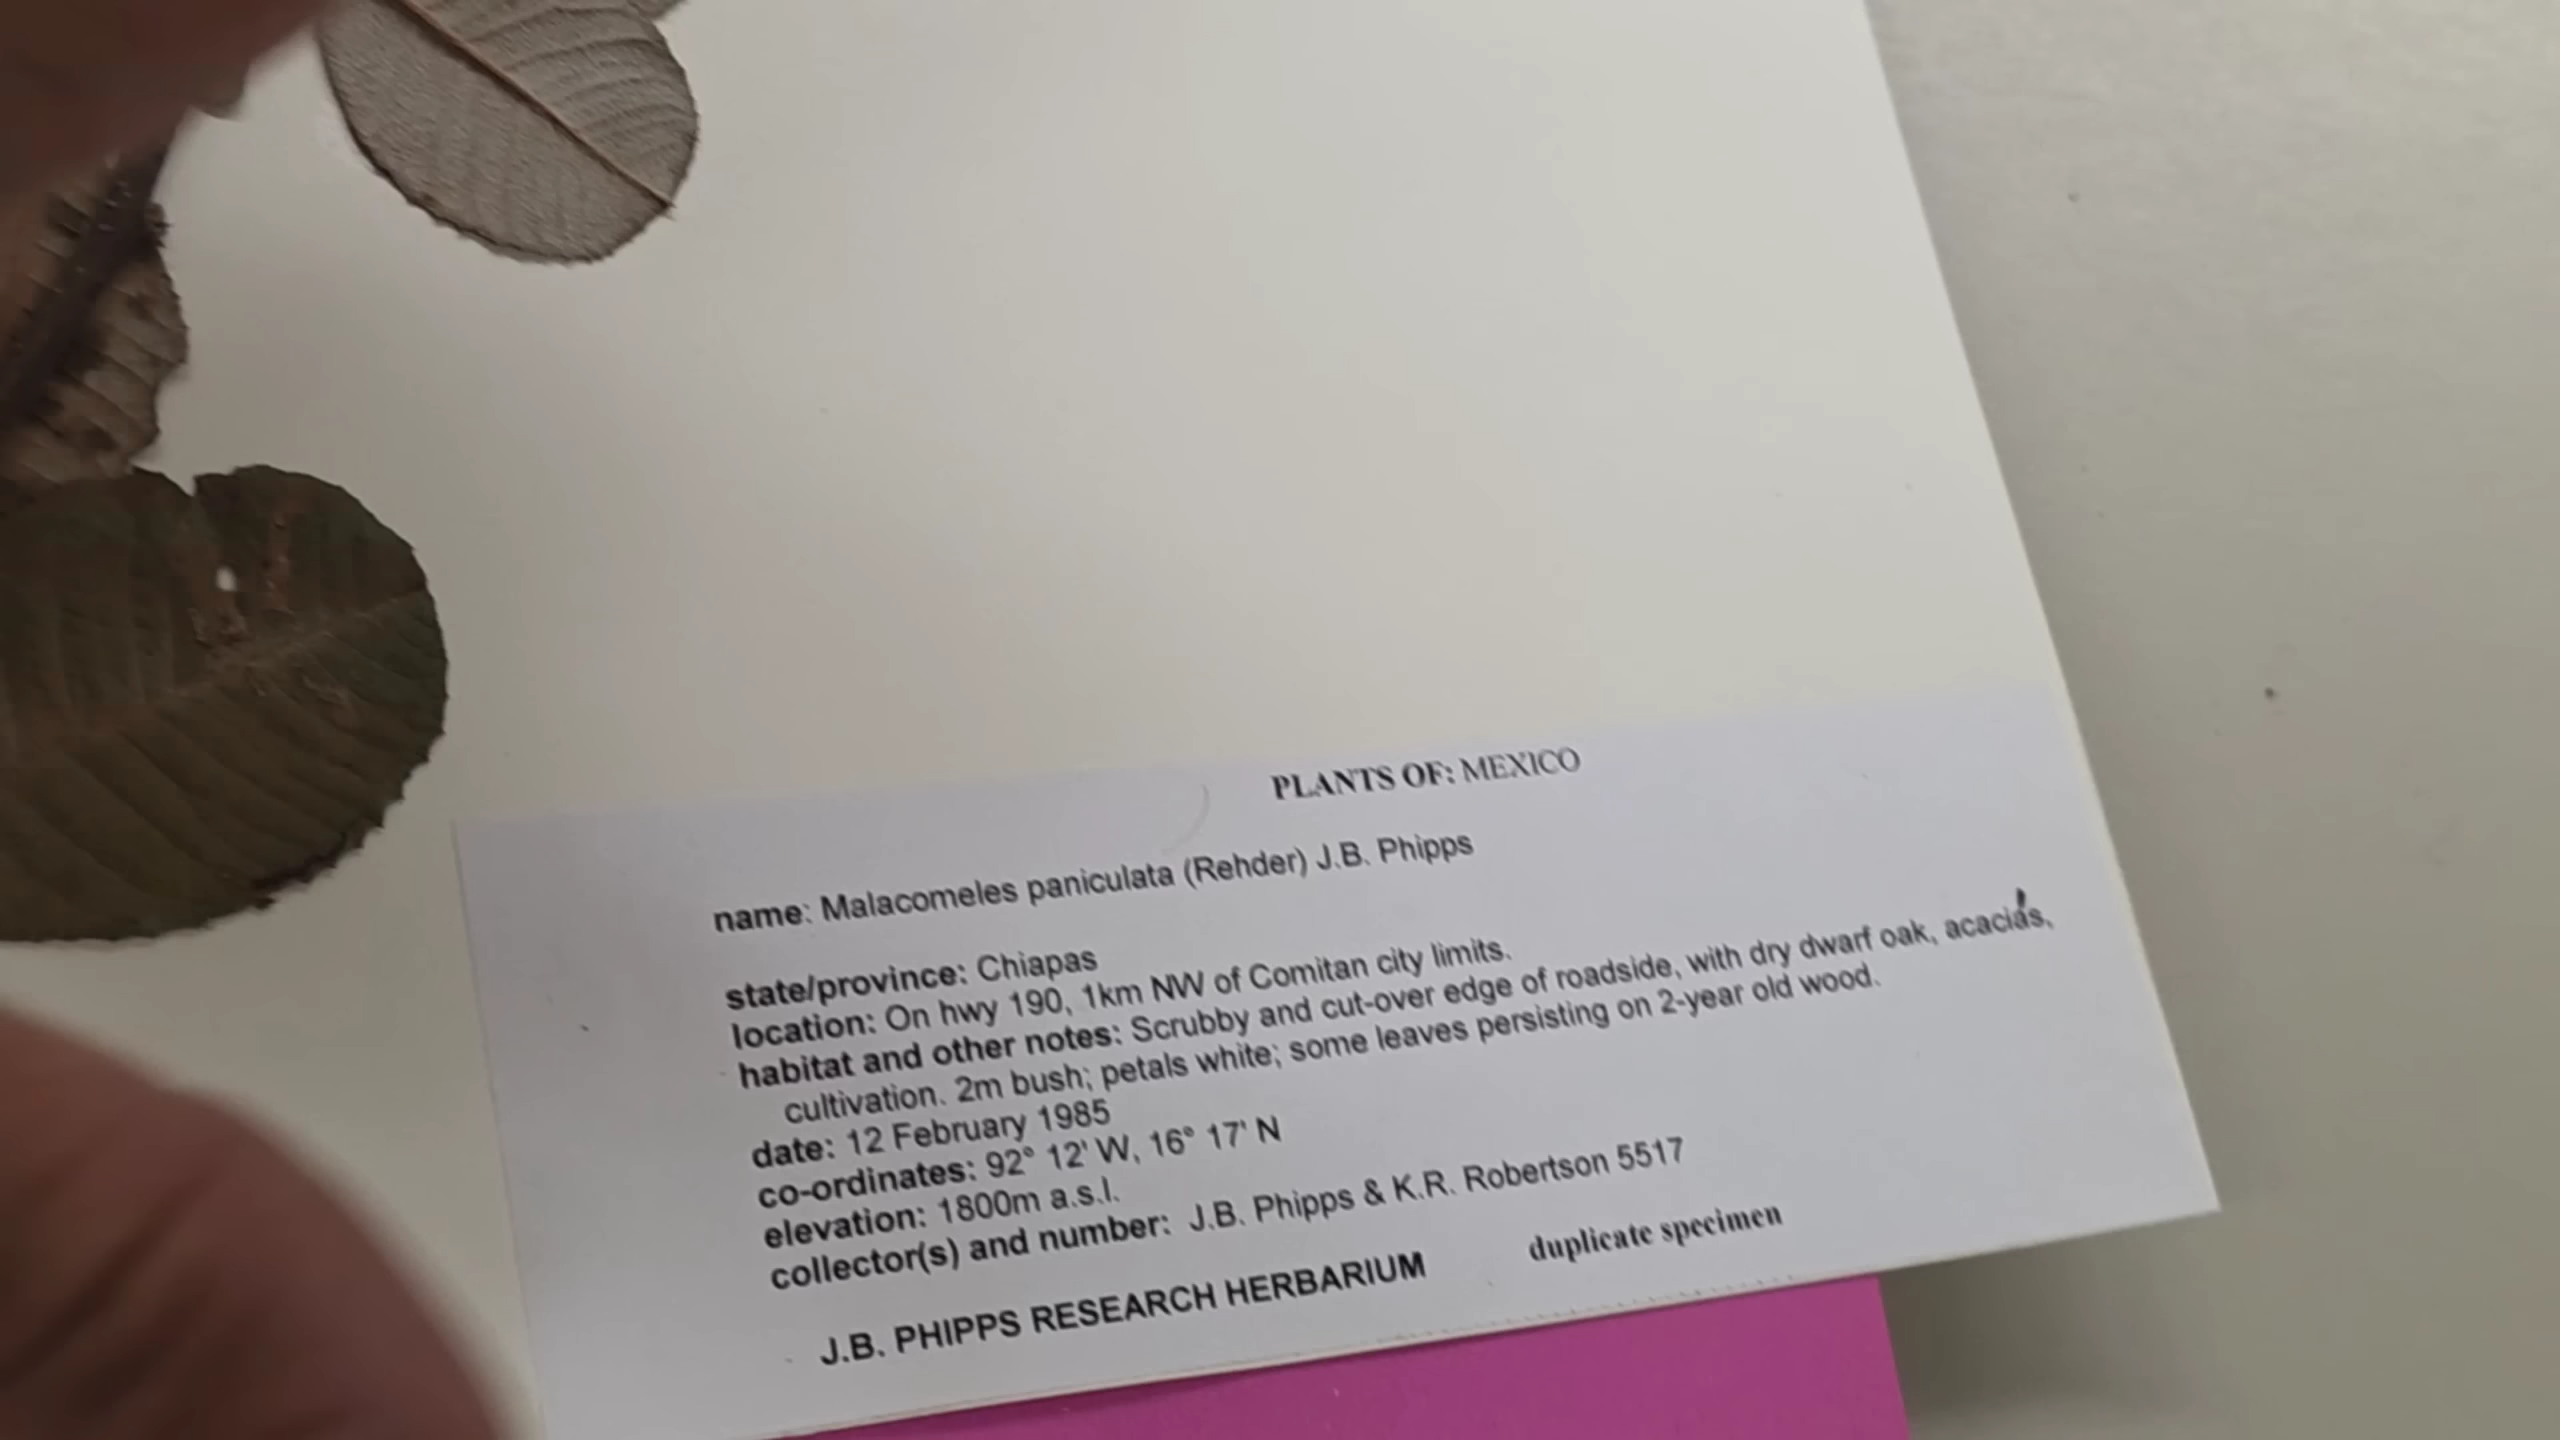 PLANTS OF: MEXICO
name: Malacomeles paniculata (Rehder) J.B. Phipps
state/province: Chiapas
location: On hwy 190, 1km NW of Comitan city limits.
habitat and other notes: Scrubby and cut-over edge of roadside, with dry dwarf oak, acacias,
cultivation. 2m bush; petals white; some leaves persisting on 2-year old wood.
date: 12 February 1985
co-ordinates: 92° 12' W, 16° 17' N
elevation: 1800m a.s.l.
collector(s) and number: J.B. Phipps & K.R. Robertson 5517
duplicate specimen
J.B. PHIPPS RESEARCH HERBARIUM